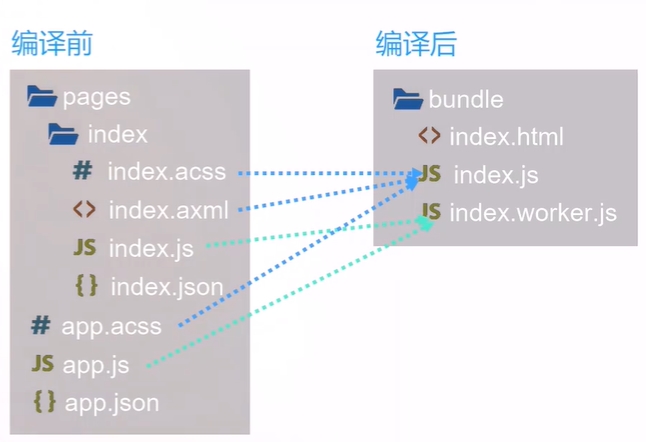 编译前
pages
index
# index.acss
<> index.axml
JS index.js
{} index.json
# app.acss
JS app.js
{} app.json
编译后
bundle
<> index.html
JS index.js
JS index.worker.js